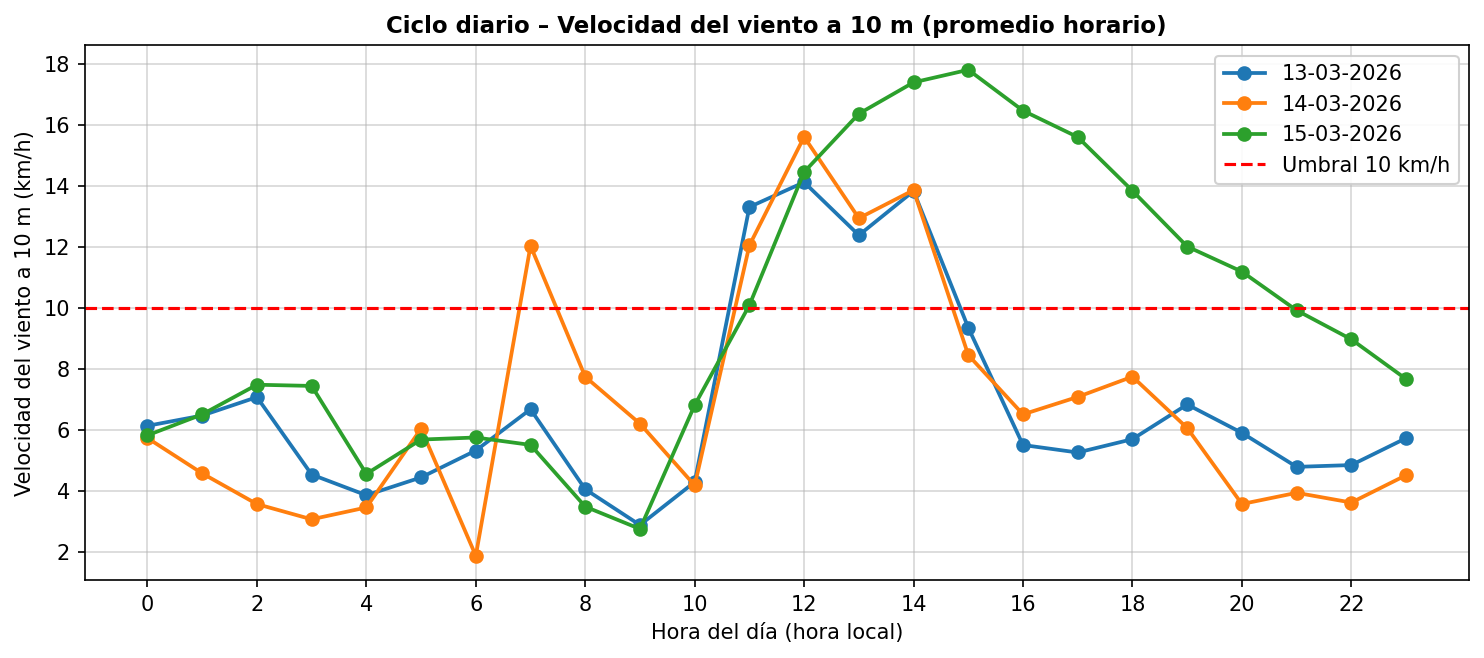 Ciclo diario – Velocidad del viento a 10 m (promedio horario)
Velocidad del viento a 10 m (km/h)
18
16
14
12
10
8
6
4
2
13-03-2026
14-03-2026
15-03-2026
Umbral 10 km/h
0 2 4 6 8 10 12 14 16 18 20 22
Hora del día (hora local)